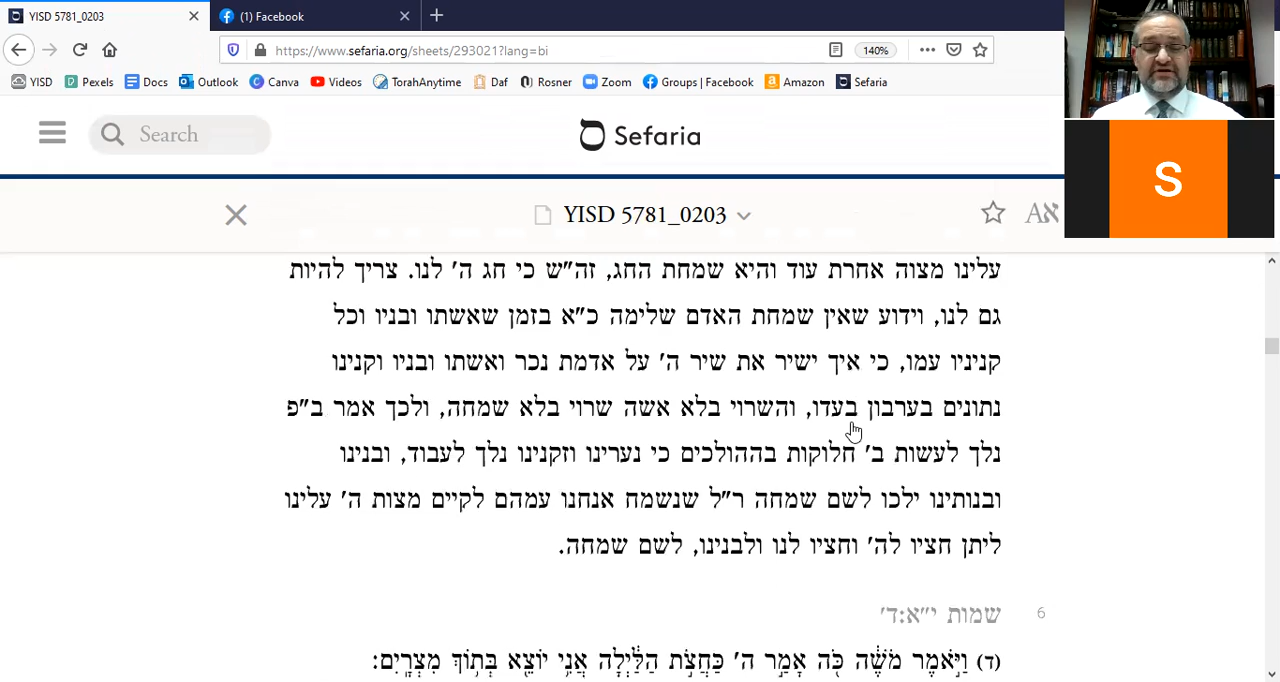 YISD 5781_0203
(1) Facebook
https://www.sefaria.org/sheets/293021?lang=bi
140%
YISD Pexels Docs Outlook Canva Videos TorahAnytime Daf Rosner Zoom Groups | Facebook Amazon Sefaria
Search
Sefaria
YISD 5781_0203
Aא
S
עלינו מצוה אחרת עוד והיא שמחת החג, זה"ש כי חג ה' לנו. צריך להיות
גם לנו, וידוע שאין שמחת האדם שלימה כ"א בזמן שאשתו ובניו וכל
קניניו עמו, כי איך ישיר את שיר ה' על אדמת נכר ואשתו ובניו וקנינו
נתונים בערבון בעדו, והשרוי בלא אשה שרוי בלא שמחה, ולכך אמר ב"פ
נלך לעשות ב' חלוקות בההולכים כי נערינו וזקנינו נלך לעבוד, ובנינו
ובנותינו ילכו לשם שמחה ר"ל שנשמח אנחנו עמהם לקיים מצות ה' עלינו
ליתן חציו לה' וחציו לנו ולבנינו, לשם שמחה.
שמות י"א:ד'
6
(ד) וַיֹּ֣אמֶר מֹשֶׁ֔ה כֹּ֖ה אָמַ֣ר ה' כַּחֲצֹ֣ת הַלַּ֔יְלָה אֲנִ֥י יוֹצֵ֖א בְּת֥וֹךְ מִצְרָֽיִם׃